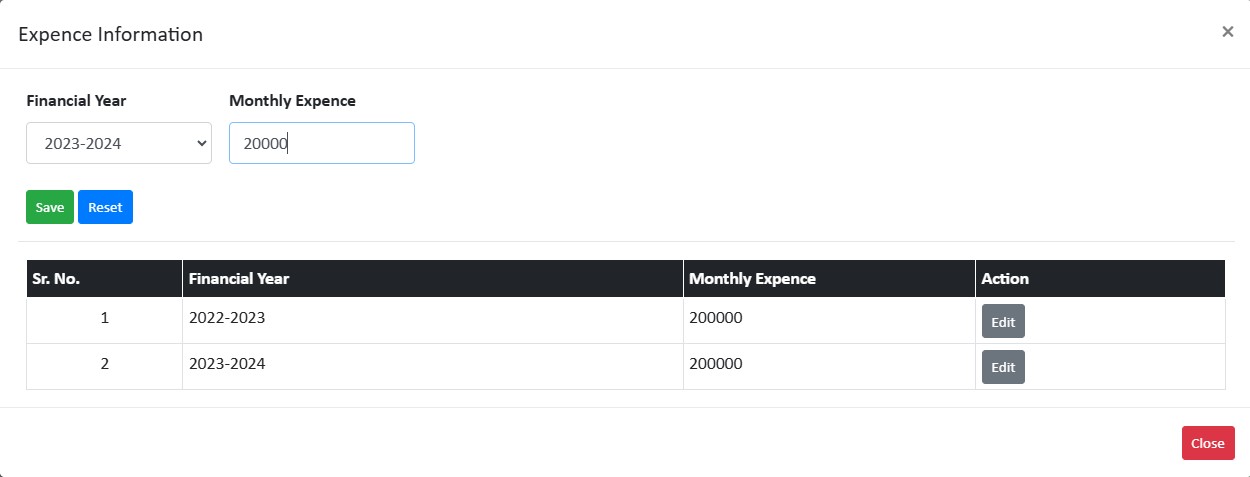 Expence Information ×
Financial Year Monthly Expence
2023-2024 20000
Save Reset
Sr. No. Financial Year Monthly Expence Action
1 2022-2023 200000 Edit
2 2023-2024 200000 Edit
Close